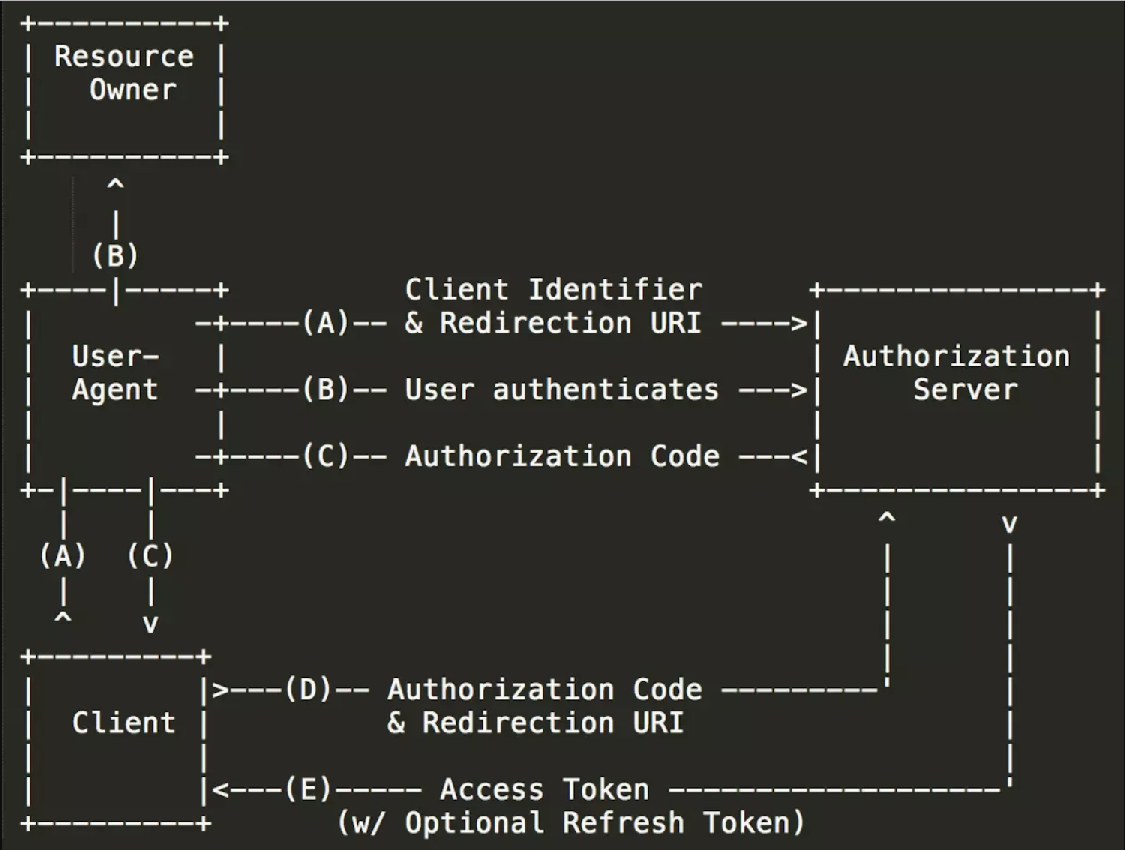 Resource
Owner
(B)
Client Identifier
(A) & Redirection URI
User-
Agent
Authorization
Server
(B) User authenticates
(C) Authorization Code
(A) (C)
(D) Authorization Code
& Redirection URI
Client
(E) Access Token
(w/ Optional Refresh Token)